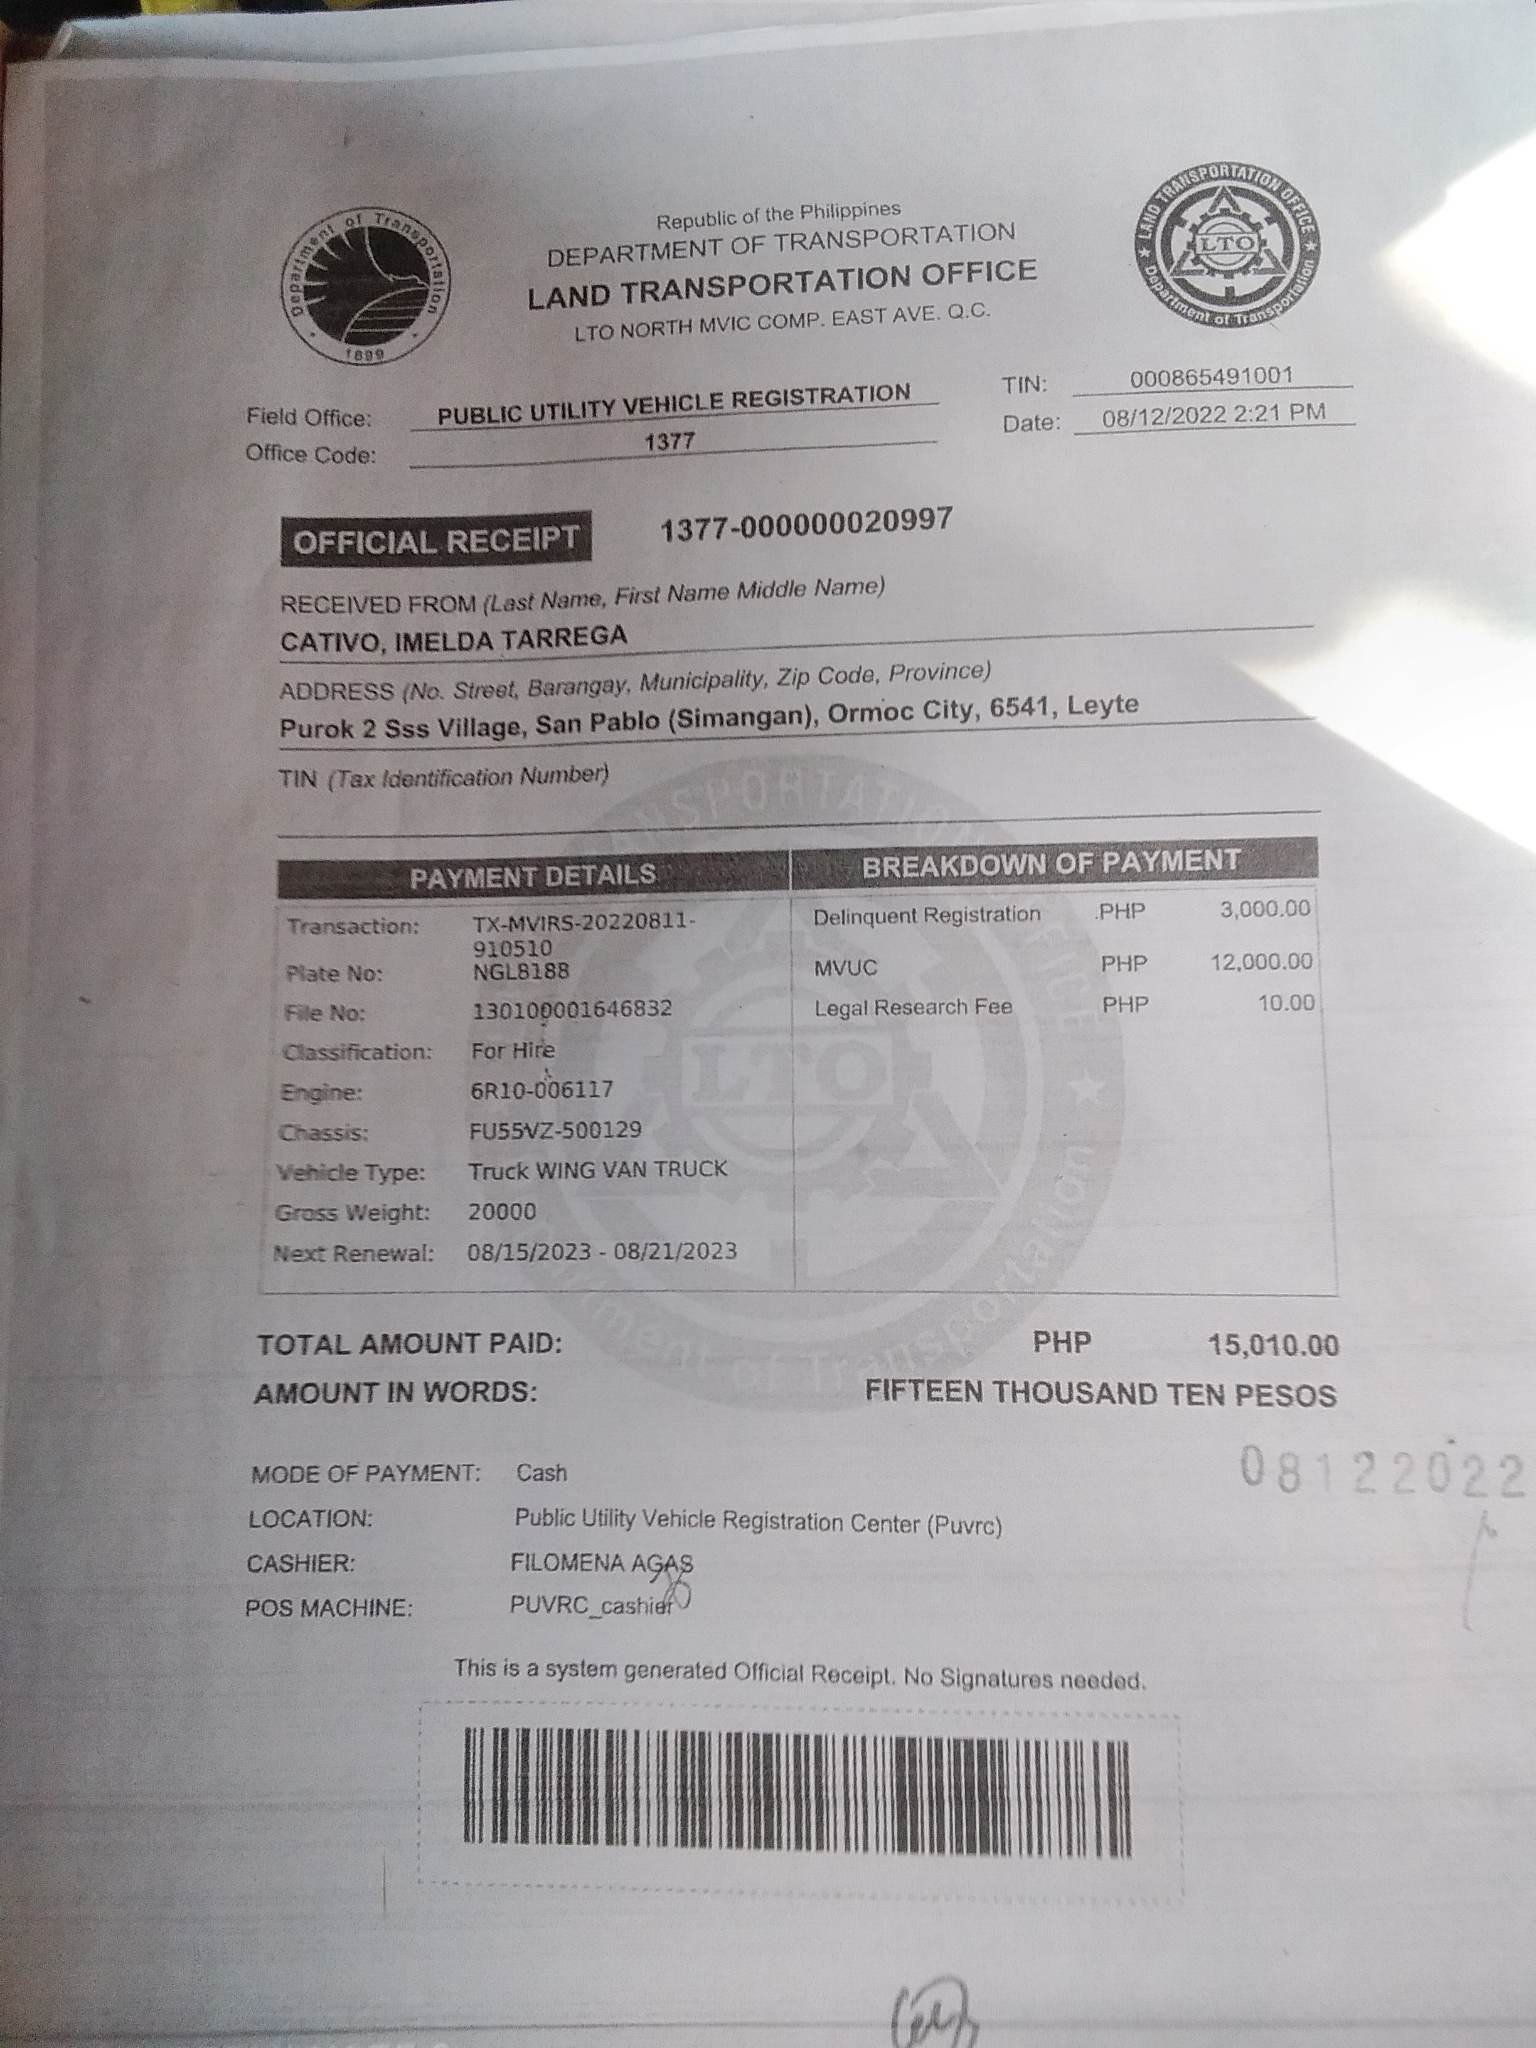 Department of Transportation
1899
Republic of the Philippines
DEPARTMENT OF TRANSPORTATION
LAND TRANSPORTATION OFFICE
LTO NORTH MVIC COMP. EAST AVE. Q.C.
LAND TRANSPORTATION OFFICE
LTO
Department of Transportation
Field Office: PUBLIC UTILITY VEHICLE REGISTRATION
TIN: 000865491001
Office Code: 1377
Date: 08/12/2022 2:21 PM
OFFICIAL RECEIPT 1377-000000020997
RECEIVED FROM (Last Name, First Name Middle Name)
CATIVO, IMELDA TARREGA
ADDRESS (No. Street, Barangay, Municipality, Zip Code, Province)
Purok 2 Sss Village, San Pablo (Simangan), Ormoc City, 6541, Leyte
TIN (Tax Identification Number)
PAYMENT DETAILS
Transaction: TX-MVIRS-20220811-
910510
Plate No: NGL8188
File No: 130100001646832
Classification: For Hire
Engine: 6R10-006117
Chassis: FU55VZ-500129
Vehicle Type: Truck WING VAN TRUCK
Gross Weight: 20000
Next Renewal: 08/15/2023 - 08/21/2023
BREAKDOWN OF PAYMENT
Delinquent Registration PHP 3,000.00
MVUC PHP 12,000.00
Legal Research Fee PHP 10.00
TOTAL AMOUNT PAID: PHP 15,010.00
AMOUNT IN WORDS: FIFTEEN THOUSAND TEN PESOS
08122022
MODE OF PAYMENT: Cash
LOCATION: Public Utility Vehicle Registration Center (Puvrc)
CASHIER: FILOMENA AGAS
POS MACHINE: PUVRC_cashier
This is a system generated Official Receipt. No Signatures needed.